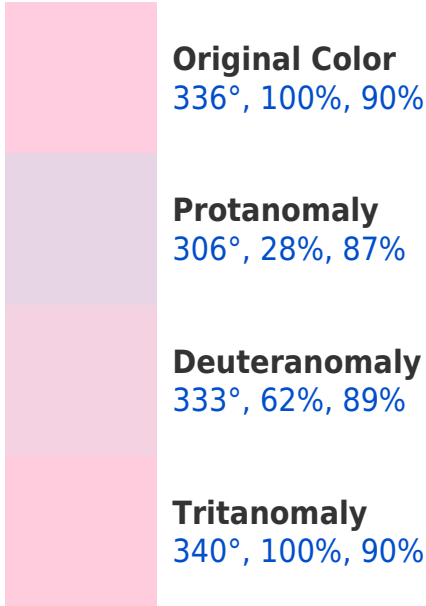 Original Color
336°, 100%, 90%
Protanomaly
306°, 28%, 87%
Deuteranomaly
333°, 62%, 89%
Tritanomaly
340°, 100%, 90%